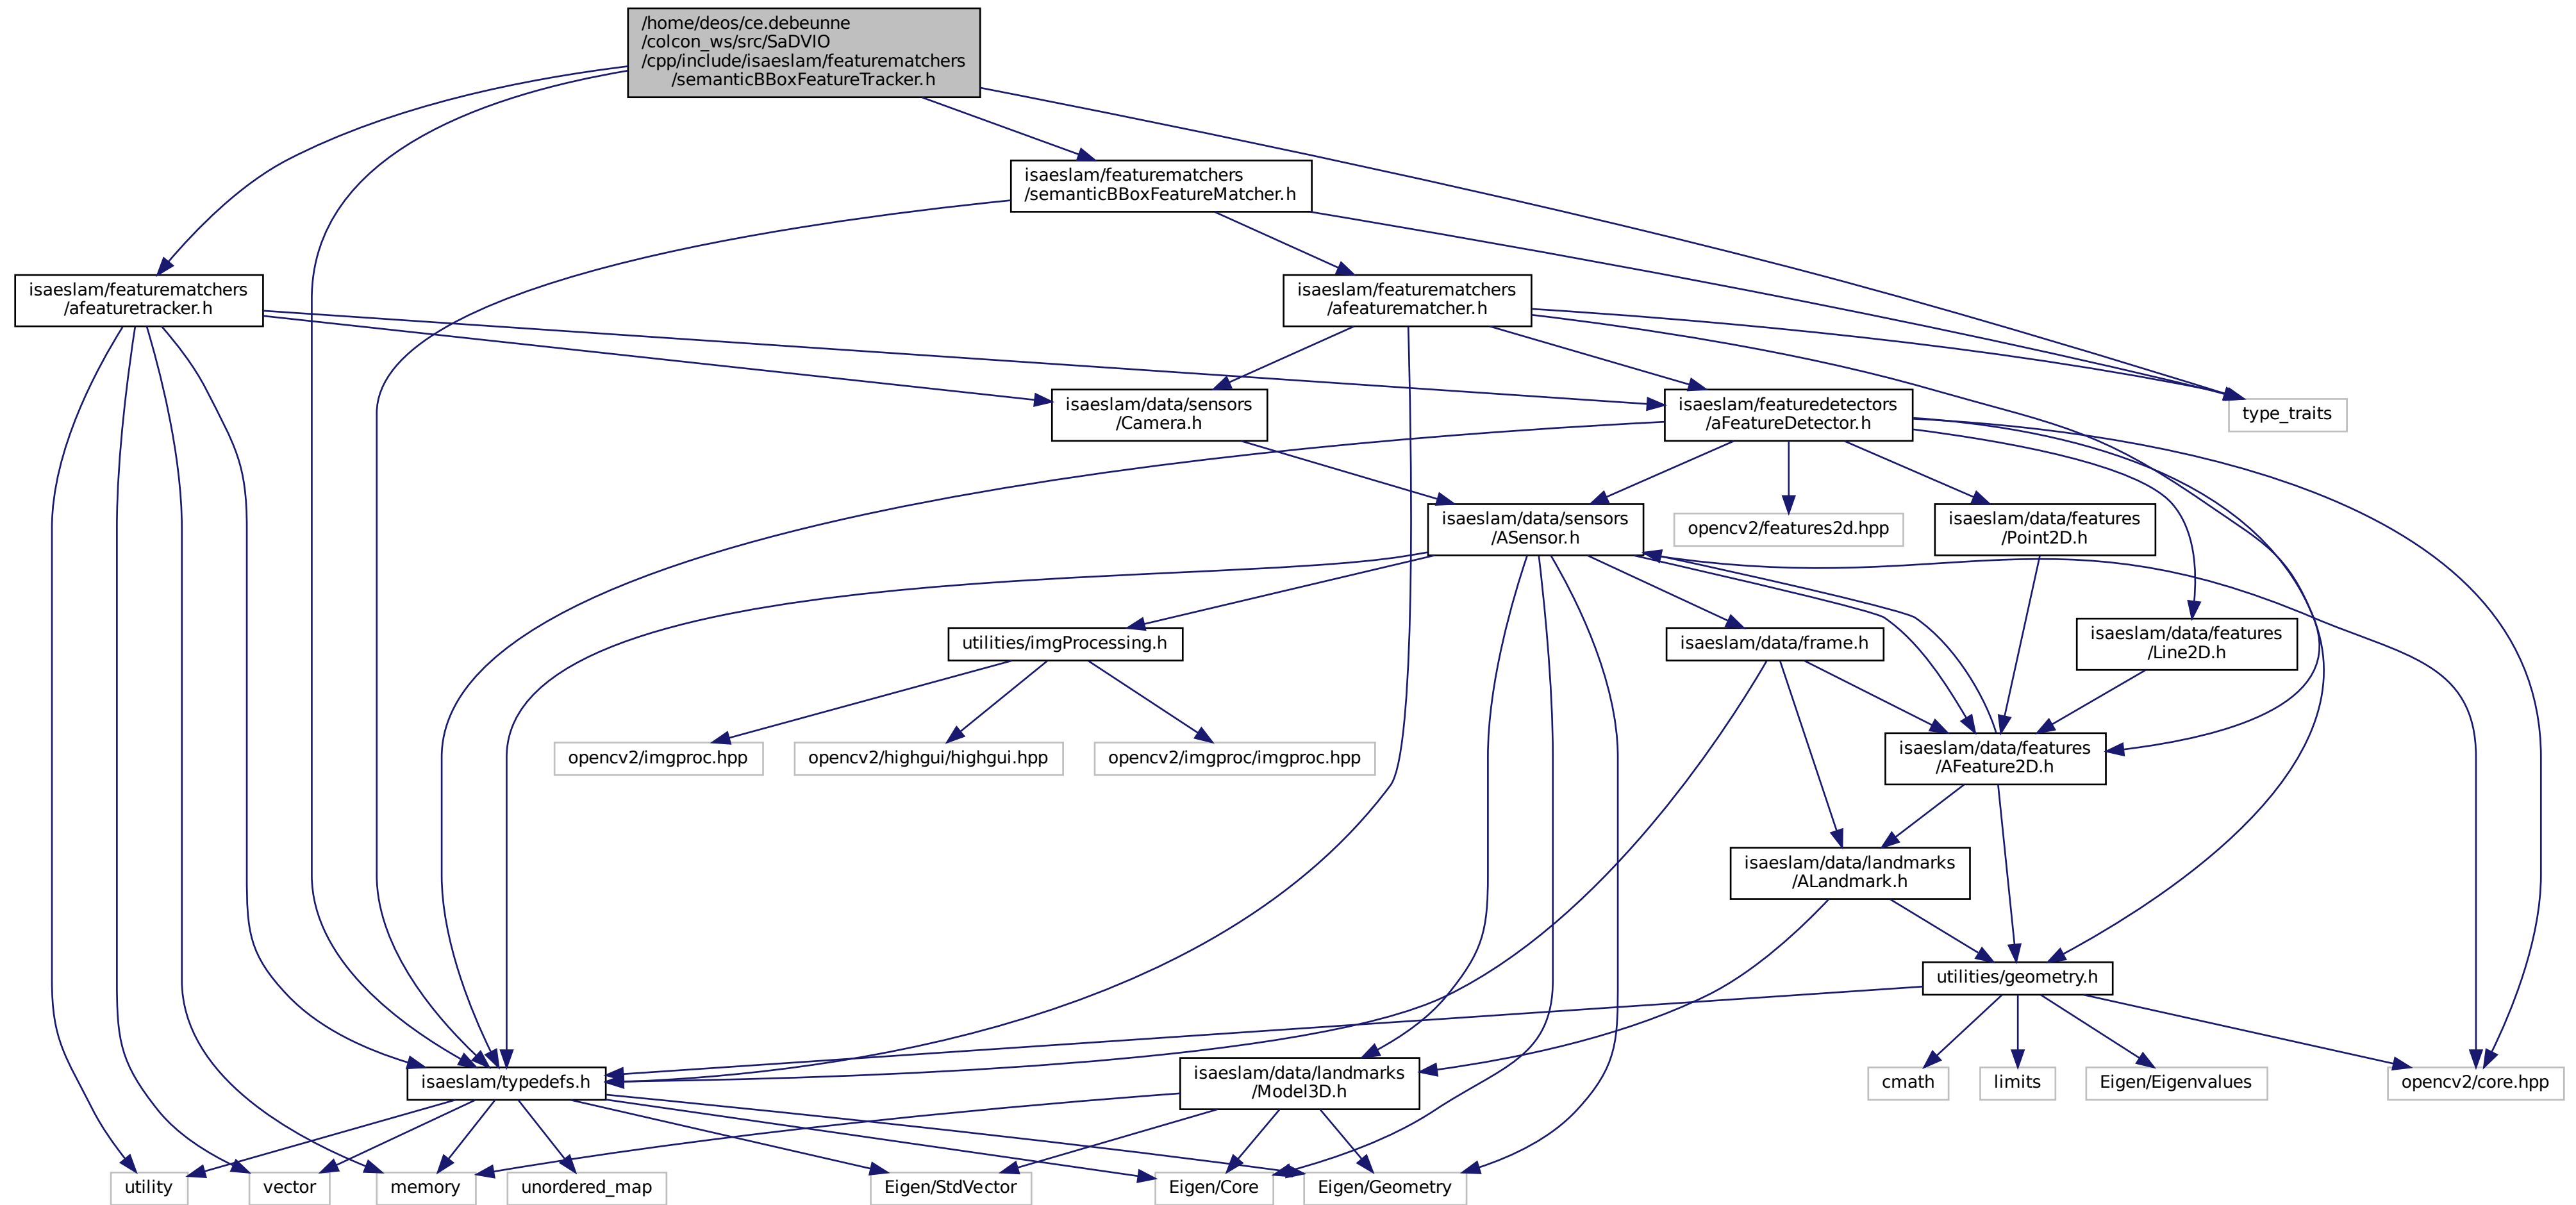 /home/deos/ce.debeunne
/colcon_ws/src/SaDVIO
/cpp/include/isaeslam/featurematchers
/semanticBBoxFeatureTracker.h
isaeslam/featurematchers
/semanticBBoxFeatureMatcher.h
isaeslam/featurematchers
/afeaturetracker.h
isaeslam/featurematchers
/afeaturematcher.h
isaeslam/data/sensors
/Camera.h
isaeslam/featuredetectors
/aFeatureDetector.h
type_traits
isaeslam/data/sensors
/ASensor.h
opencv2/features2d.hpp
isaeslam/data/features
/Point2D.h
utilities/imgProcessing.h
isaeslam/data/frame.h
isaeslam/data/features
/Line2D.h
opencv2/imgproc.hpp
opencv2/highgui/highgui.hpp
opencv2/imgproc/imgproc.hpp
isaeslam/data/features
/AFeature2D.h
isaeslam/data/landmarks
/ALandmark.h
utilities/geometry.h
isaeslam/typedefs.h
isaeslam/data/landmarks
/Model3D.h
cmath
limits
Eigen/Eigenvalues
opencv2/core.hpp
utility
vector
memory
unordered_map
Eigen/StdVector
Eigen/Core
Eigen/Geometry